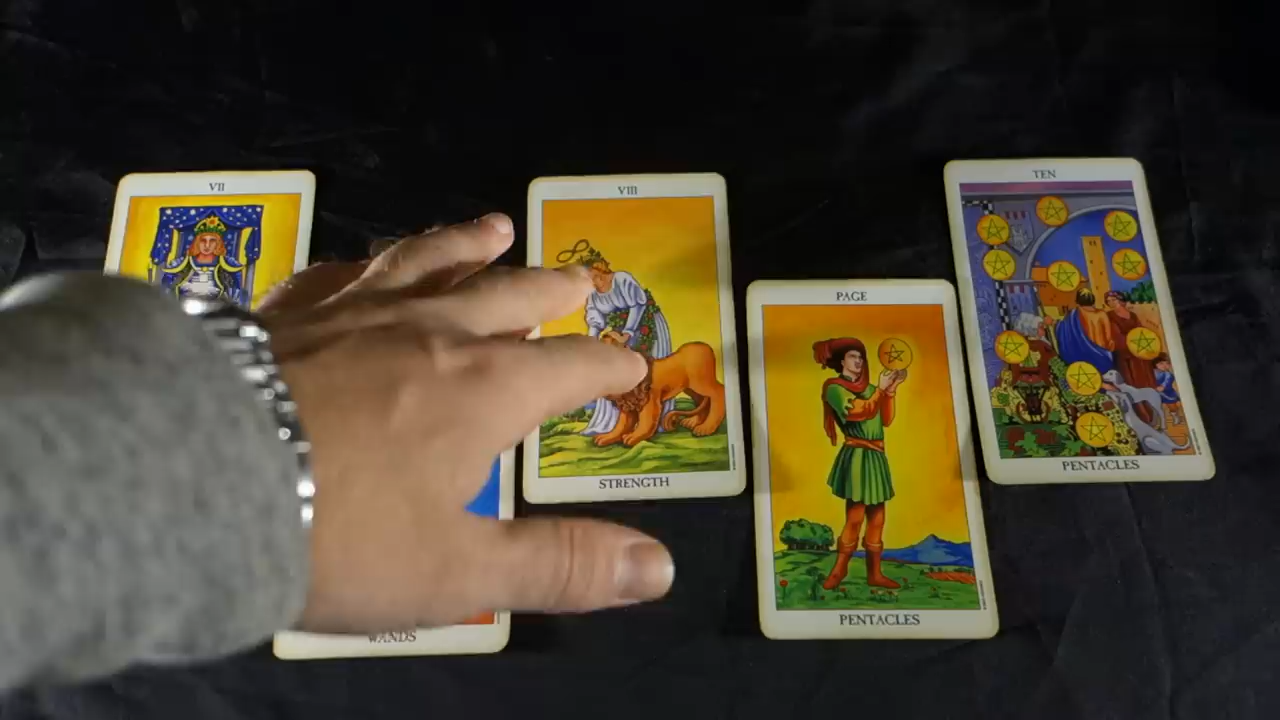 VII
VIII
STRENGTH
TEN
PENTACLES
PAGE
PENTACLES
WANDS